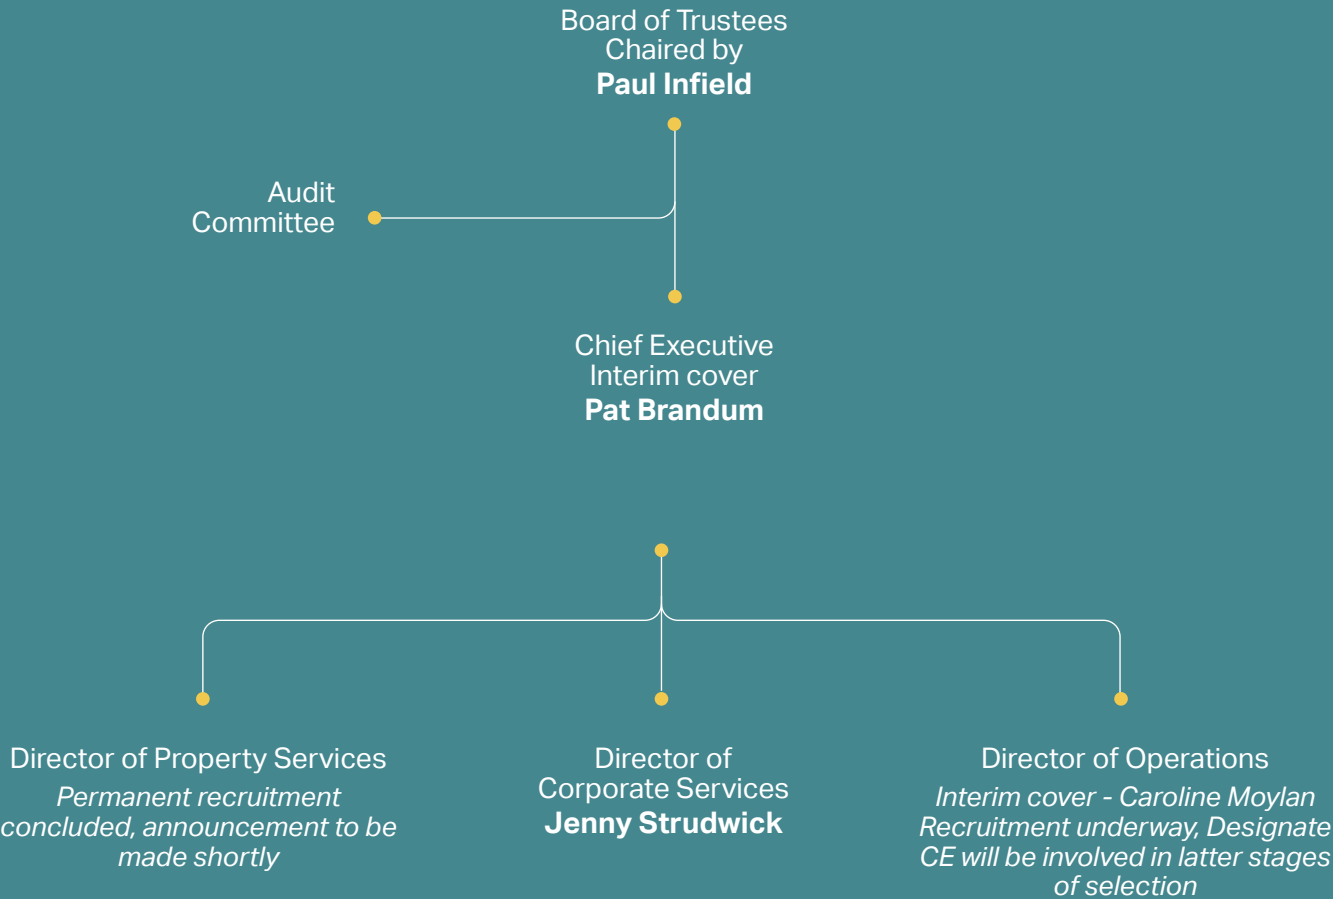 Board of Trustees
Chaired by
Paul Infield
Audit
Committee
Chief Executive
Interim cover
Pat Brandum
Director of Property Services
Permanent recruitment
concluded, announcement to be
made shortly
Director of
Corporate Services
Jenny Strudwick
Director of Operations
Interim cover - Caroline Moylan
Recruitment underway, Designate
CE will be involved in latter stages
of selection